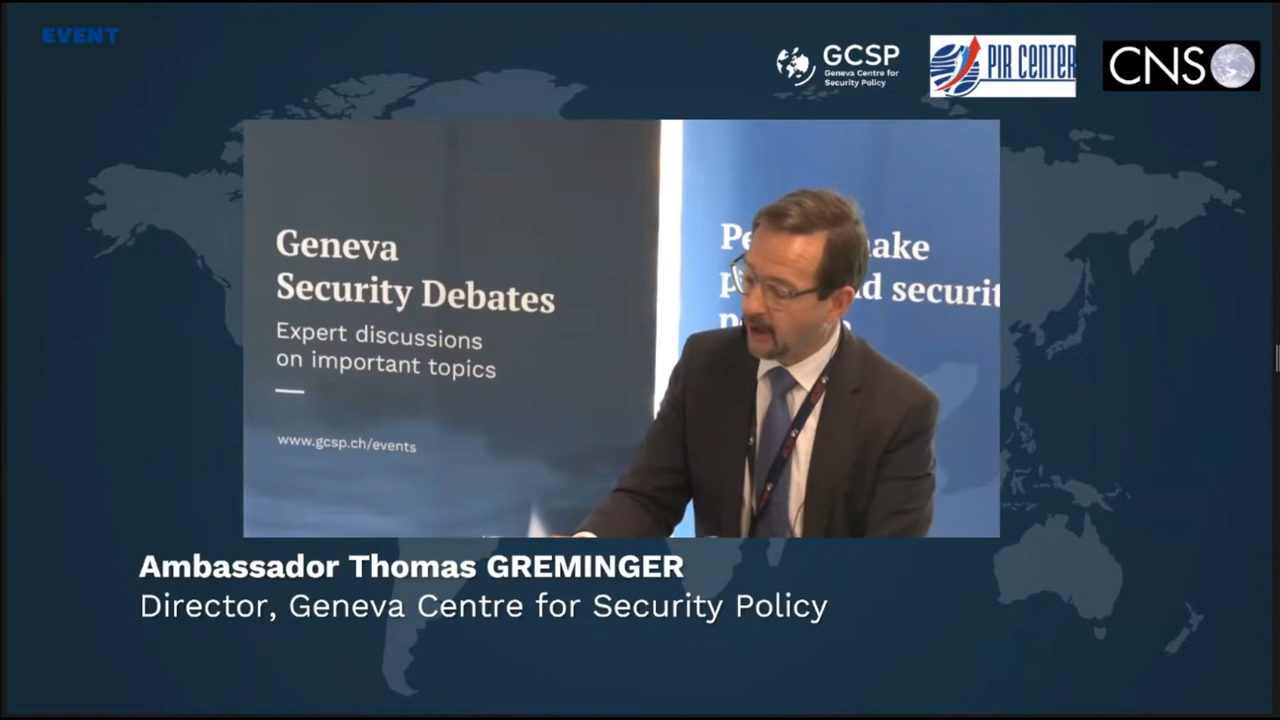 EVENT
GCSP
Geneva Centre for
Security Policy
PIR CENTER
CNS
Geneva
Security Debates
Expert discussions
on important topics
www.gcsp.ch/events
security
Ambassador Thomas GREMINGER
Director, Geneva Centre for Security Policy